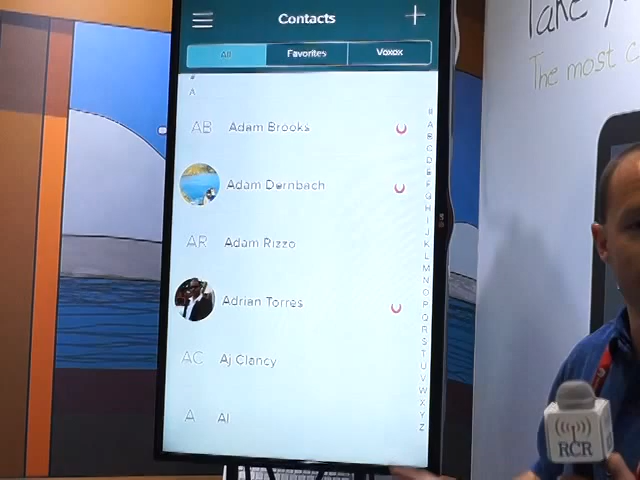 Contacts
All Favorites Voxox
A
AB Adam Brooks
Adam Dernbach
AR Adam Rizzo
Adrian Torres
AC Aj Clancy
A Al
#
A
B
C
D
E
F
G
H
I
J
K
L
M
N
O
P
Q
R
S
T
U
V
W
X
Y
Z
Take
The most
RCR